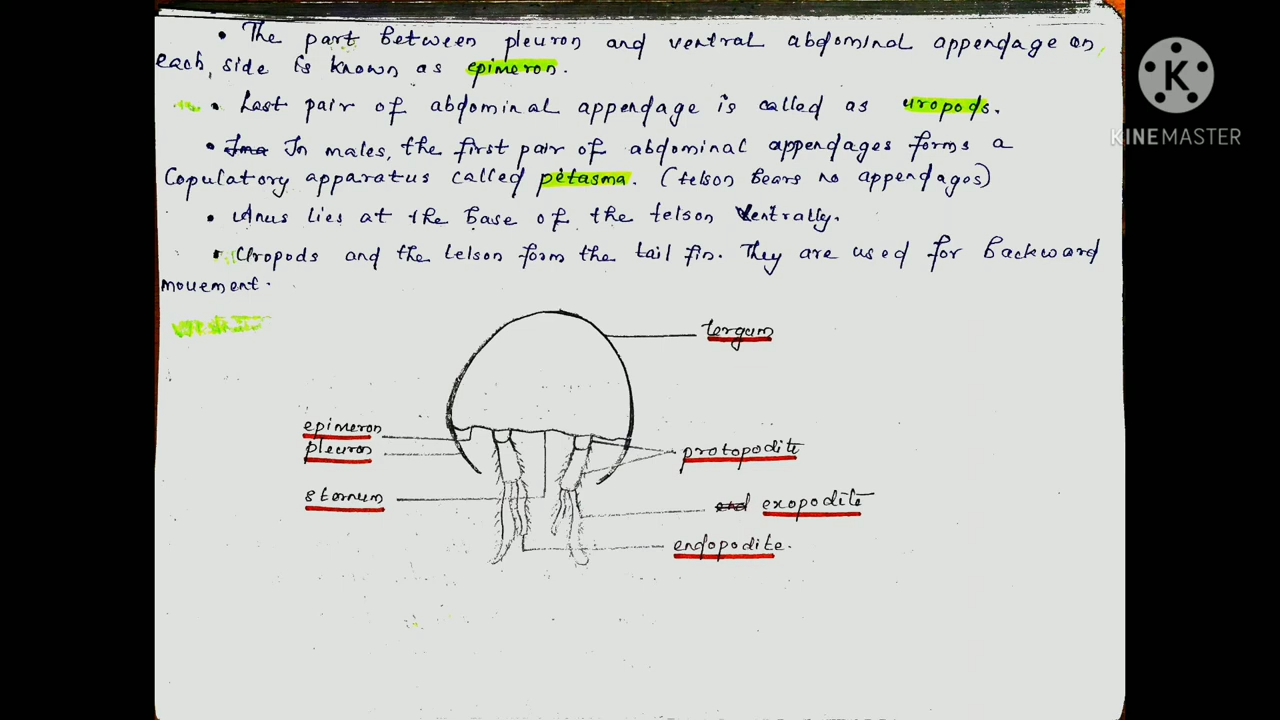 • The part between pleuron and ventral abdominal appendage on
each side is known as epimeron.
• Last pair of abdominal appendage is called as uropods.
• Ima In males, the first pair of abdominal appendages forms a
Copulatory apparatus called petasma. (telson bears no appendages)
• Anus lies at the base of the telson Ventrally.
• Uropods and the telson form the tail fin. They are used for backward
movement.
tergum
epimeron
pleuron
protopodite
sternum
exopodite
endopodite.
K
KINEMASTER